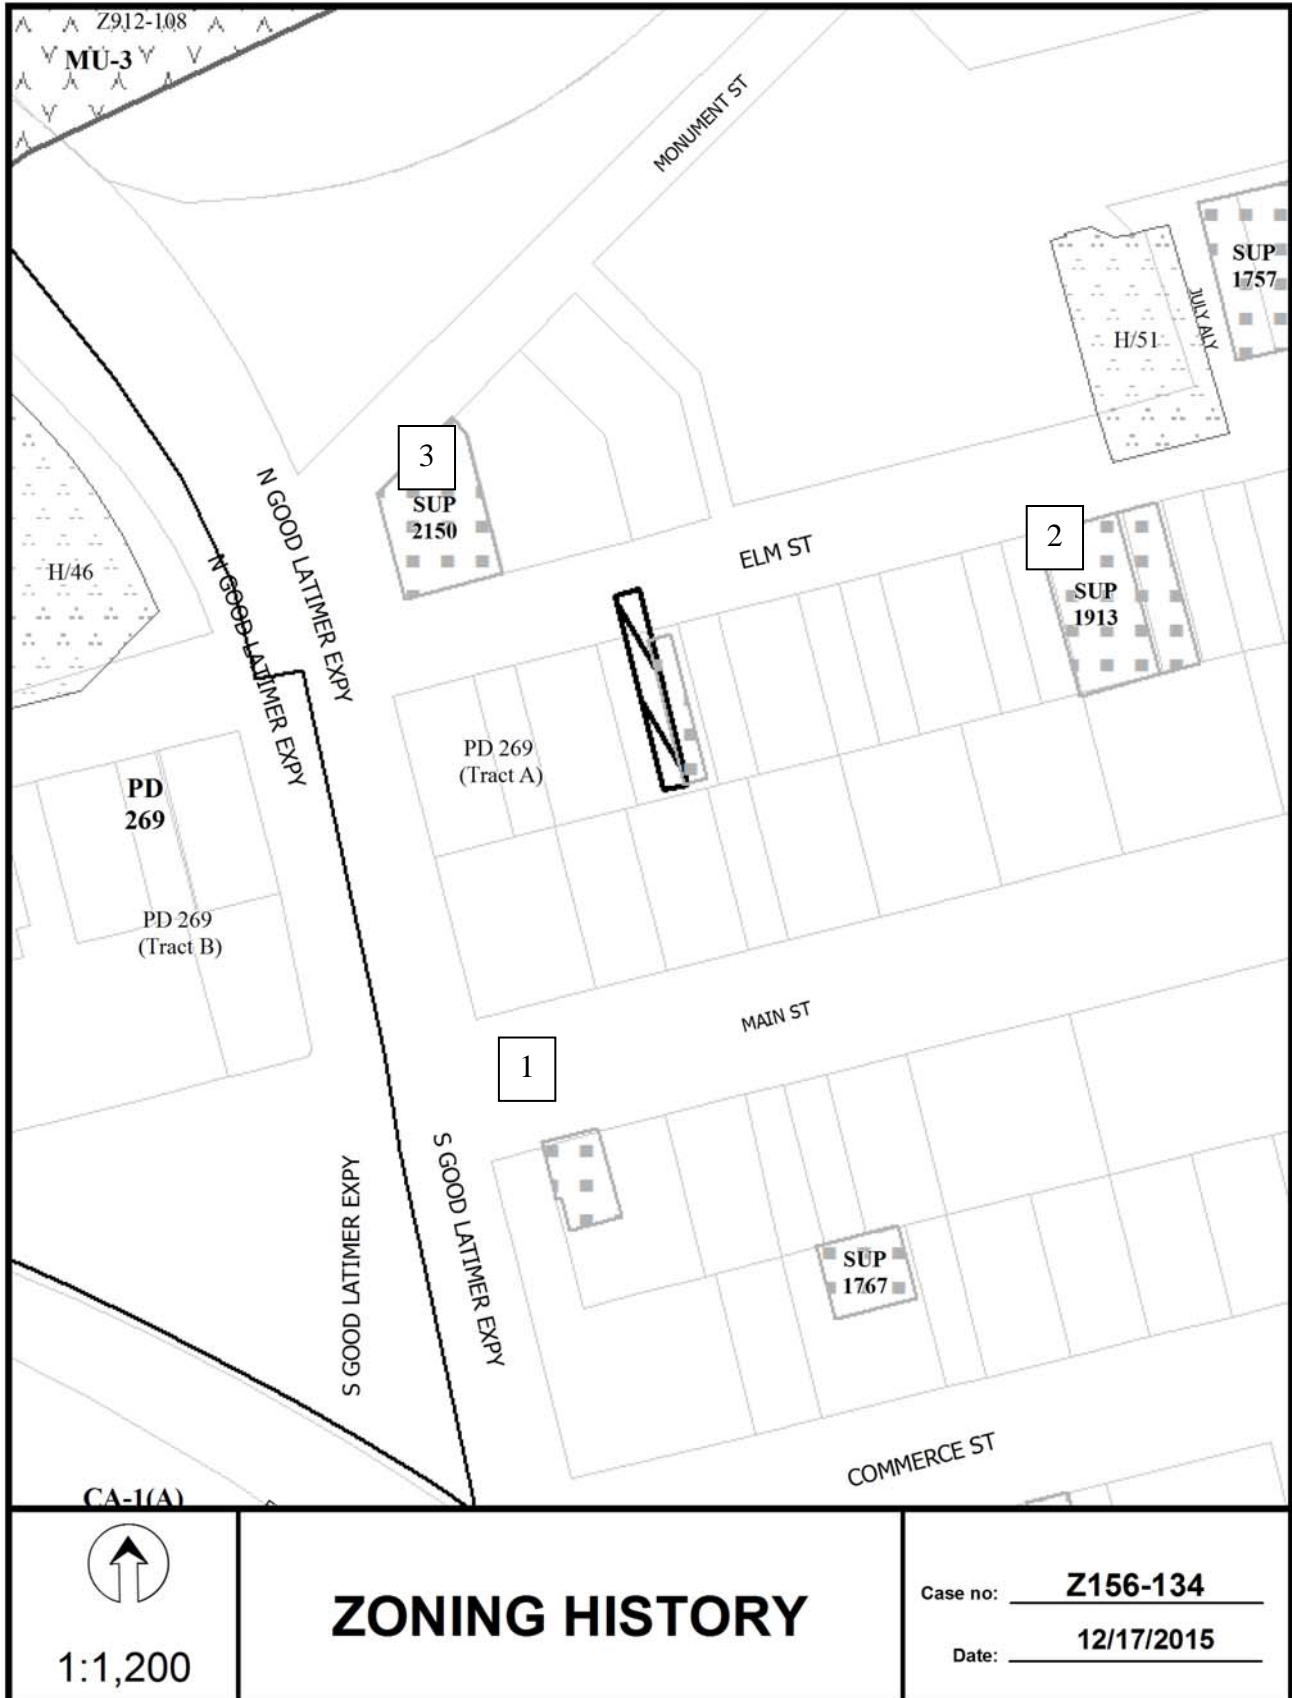 Z912-108
MU-3
MONUMENT ST
SUP
1757
JULY ALY
H/51
3
SUP
2150
N GOOD LATIMER EXPY
N GOOD LATIMER EXPY
H/46
ELM ST
2
SUP
1913
PD 269
(Tract A)
PD
269
PD 269
(Tract B)
MAIN ST
1
S GOOD LATIMER EXPY
S GOOD LATIMER EXPY
SUP
1767
COMMERCE ST
CA-1(A)
1:1,200
ZONING HISTORY
Case no: Z156-134
Date: 12/17/2015